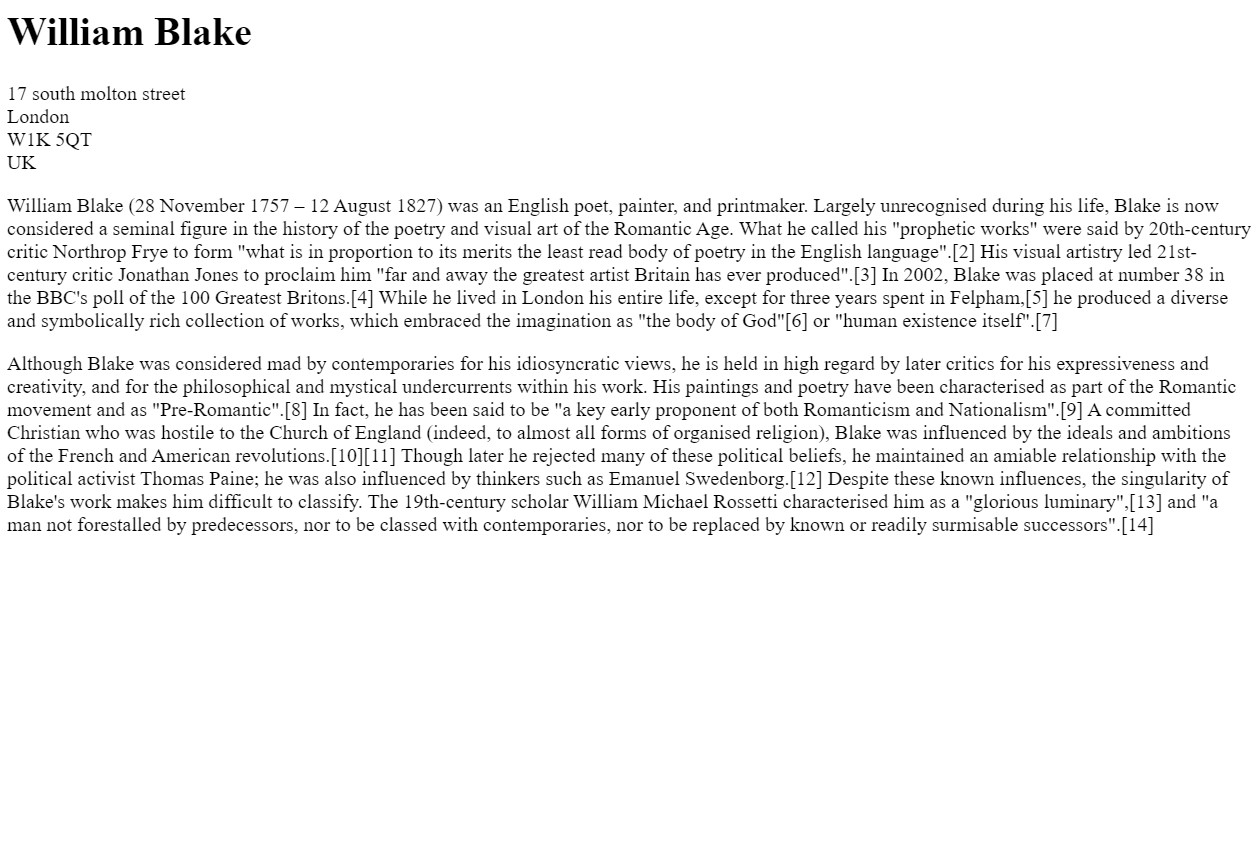 William Blake
17 south molton street
London
W1K 5QT
UK
William Blake (28 November 1757 – 12 August 1827) was an English poet, painter, and printmaker. Largely unrecognised during his life, Blake is now
considered a seminal figure in the history of the poetry and visual art of the Romantic Age. What he called his "prophetic works" were said by 20th-century
critic Northrop Frye to form "what is in proportion to its merits the least read body of poetry in the English language".[2] His visual artistry led 21st-
century critic Jonathan Jones to proclaim him "far and away the greatest artist Britain has ever produced".[3] In 2002, Blake was placed at number 38 in
the BBC's poll of the 100 Greatest Britons.[4] While he lived in London his entire life, except for three years spent in Felpham,[5] he produced a diverse
and symbolically rich collection of works, which embraced the imagination as "the body of God"[6] or "human existence itself".[7]
Although Blake was considered mad by contemporaries for his idiosyncratic views, he is held in high regard by later critics for his expressiveness and
creativity, and for the philosophical and mystical undercurrents within his work. His paintings and poetry have been characterised as part of the Romantic
movement and as "Pre-Romantic".[8] In fact, he has been said to be "a key early proponent of both Romanticism and Nationalism".[9] A committed
Christian who was hostile to the Church of England (indeed, to almost all forms of organised religion), Blake was influenced by the ideals and ambitions
of the French and American revolutions.[10][11] Though later he rejected many of these political beliefs, he maintained an amiable relationship with the
political activist Thomas Paine; he was also influenced by thinkers such as Emanuel Swedenborg.[12] Despite these known influences, the singularity of
Blake's work makes him difficult to classify. The 19th-century scholar William Michael Rossetti characterised him as a "glorious luminary",[13] and "a
man not forestalled by predecessors, nor to be classed with contemporaries, nor to be replaced by known or readily surmisable successors".[14]